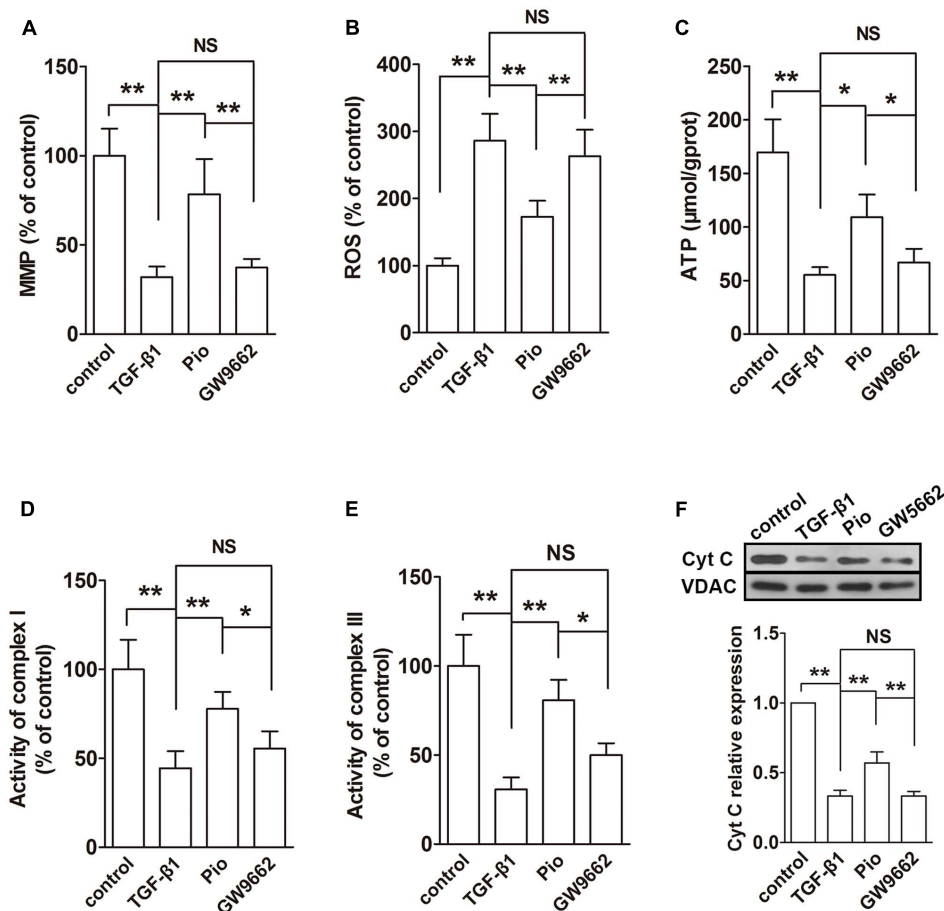 A
NS
**
**
**
150
100
50
0
MMP (% of control)
control
TGF-β1
Pio
GW9662
B
NS
**
**
**
400
300
200
100
0
ROS (% of control)
control
TGF-β1
Pio
GW9662
C
NS
**
*
*
250
200
150
100
50
0
ATP (μmol/gprot)
control
TGF-β1
Pio
GW9662
D
NS
**
**
*
150
100
50
0
Activity of complex I
(% of control)
control
TGF-β1
Pio
GW9662
E
NS
**
**
*
150
100
50
0
Activity of complex III
(% of control)
control
TGF-β1
Pio
GW9662
F
control
TGF-β1
Pio
GW5662
Cyt C
VDAC
NS
**
**
**
1.5
1.0
0.5
0.0
Cyt C relative expression
control
TGF-β1
Pio
GW9662